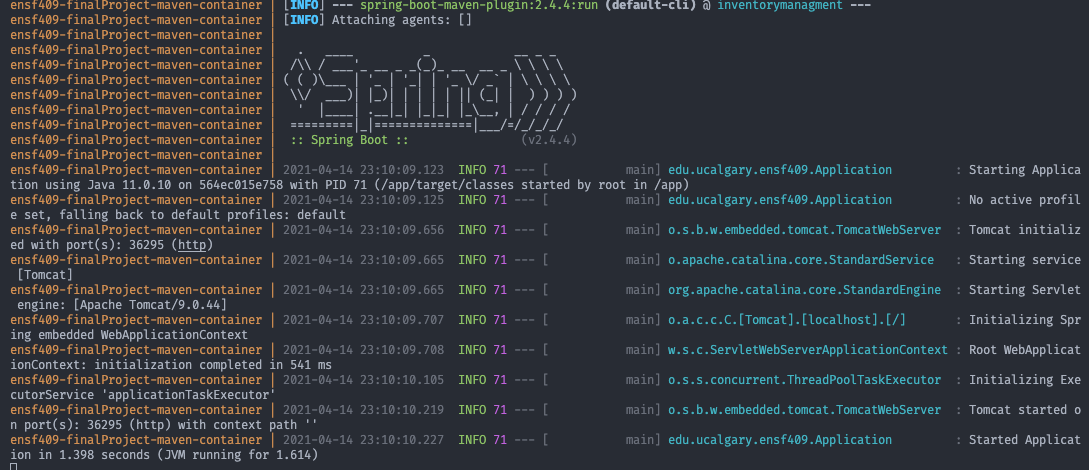 ensf409-finalProject-maven-container | [INFO] --- spring-boot-maven-plugin:2.4.4:run (default-cli) @ inventorymanagment ---
ensf409-finalProject-maven-container | [INFO] Attaching agents: []
ensf409-finalProject-maven-container |
ensf409-finalProject-maven-container |   .   ____          _            __ _ _
ensf409-finalProject-maven-container |  /\\ / ___'_ __ _ _(_)_ __  __ _ \ \ \ \
ensf409-finalProject-maven-container | ( ( )\___ | '_ | '_| | '_ \/ _` | \ \ \ \
ensf409-finalProject-maven-container |  \\/  ___)| |_)| | | | | || (_| |  ) ) ) )
ensf409-finalProject-maven-container |   '  |____| .__|_| |_|_| |_\__, | / / / /
ensf409-finalProject-maven-container |  =========|_|==============|___/=/_/_/_/
ensf409-finalProject-maven-container |  :: Spring Boot ::                (v2.4.4)
ensf409-finalProject-maven-container |
ensf409-finalProject-maven-container | 2021-04-14 23:10:09.123  INFO 71 --- [           main] edu.ucalgary.ensf409.Application         : Starting Applica
tion using Java 11.0.10 on 564ec015e758 with PID 71 (/app/target/classes started by root in /app)
ensf409-finalProject-maven-container | 2021-04-14 23:10:09.125  INFO 71 --- [           main] edu.ucalgary.ensf409.Application         : No active profil
e set, falling back to default profiles: default
ensf409-finalProject-maven-container | 2021-04-14 23:10:09.656  INFO 71 --- [           main] o.s.b.w.embedded.tomcat.TomcatWebServer  : Tomcat initializ
ed with port(s): 36295 (http)
ensf409-finalProject-maven-container | 2021-04-14 23:10:09.665  INFO 71 --- [           main] o.apache.catalina.core.StandardService   : Starting service
 [Tomcat]
ensf409-finalProject-maven-container | 2021-04-14 23:10:09.665  INFO 71 --- [           main] org.apache.catalina.core.StandardEngine  : Starting Servlet
 engine: [Apache Tomcat/9.0.44]
ensf409-finalProject-maven-container | 2021-04-14 23:10:09.707  INFO 71 --- [           main] o.a.c.c.C.[Tomcat].[localhost].[/]       : Initializing Spr
ing embedded WebApplicationContext
ensf409-finalProject-maven-container | 2021-04-14 23:10:09.708  INFO 71 --- [           main] w.s.c.ServletWebServerApplicationContext : Root WebApplicat
ionContext: initialization completed in 541 ms
ensf409-finalProject-maven-container | 2021-04-14 23:10:10.105  INFO 71 --- [           main] o.s.s.concurrent.ThreadPoolTaskExecutor  : Initializing Exe
cutorService 'applicationTaskExecutor'
ensf409-finalProject-maven-container | 2021-04-14 23:10:10.219  INFO 71 --- [           main] o.s.b.w.embedded.tomcat.TomcatWebServer  : Tomcat started o
n port(s): 36295 (http) with context path ''
ensf409-finalProject-maven-container | 2021-04-14 23:10:10.227  INFO 71 --- [           main] edu.ucalgary.ensf409.Application         : Started Applicat
ion in 1.398 seconds (JVM running for 1.614)